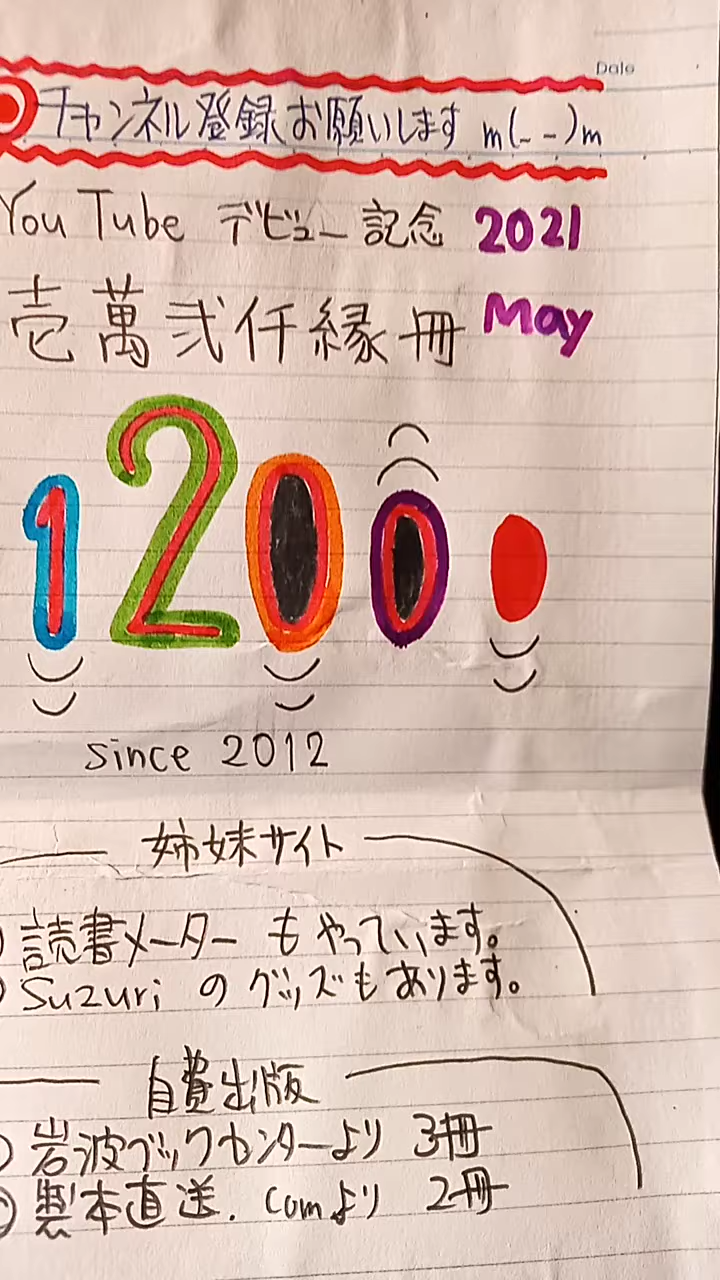 Date
チャンネル登録お願いします m(- -)m
YouTube デビュー記念 2021
壱萬弐仟縁冊 May
1200
since 2012
姉妹サイト
読書メーター もやっています。
Suzuri のグッズもあります。
自費出版
岩波ブックセンターより 3冊
製本直送.comより 2冊